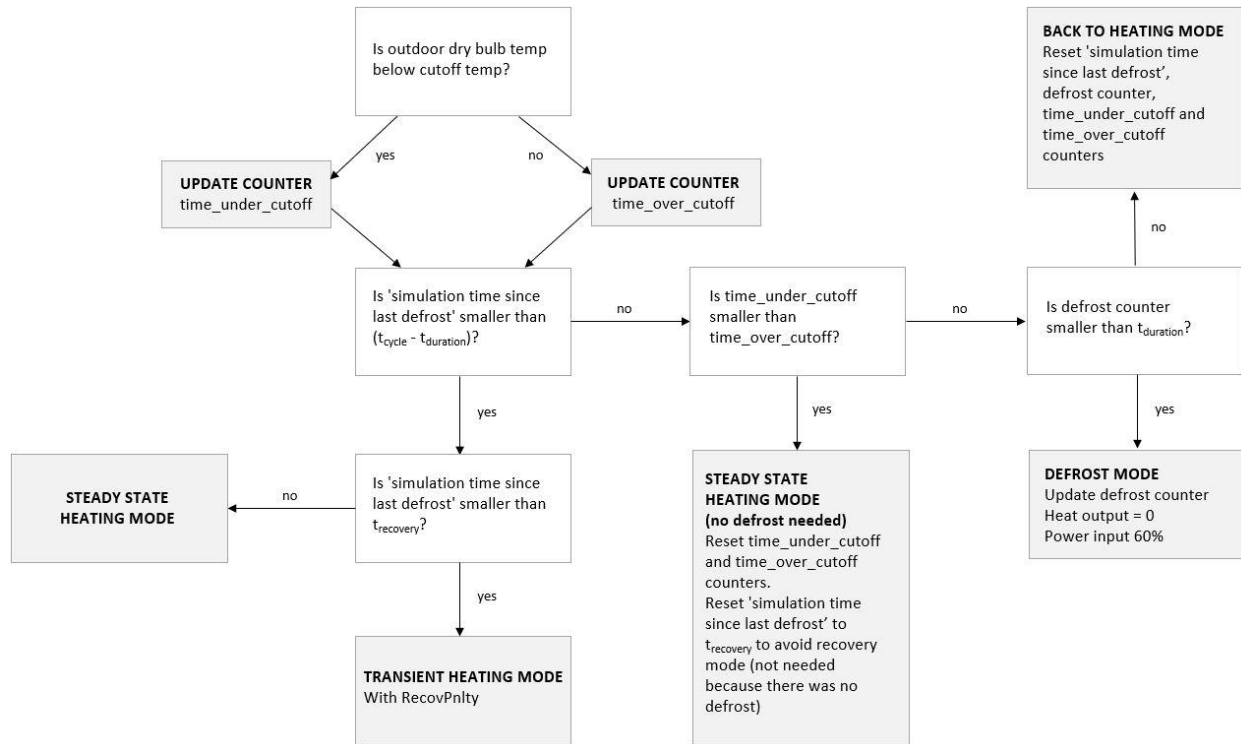 Is outdoor dry bulb temp
below cutoff temp?
BACK TO HEATING MODE
Reset 'simulation time
since last defrost’,
defrost counter,
time_under_cutoff and
time_over_cutoff
counters
yes
no
UPDATE COUNTER
time_under_cutoff
UPDATE COUNTER
time_over_cutoff
no
Is 'simulation time since
last defrost' smaller than
(tcycle - tduration)?
no
Is time_under_cutoff
smaller than
time_over_cutoff?
no
Is defrost counter
smaller than tduration?
yes
yes
yes
STEADY STATE
HEATING MODE
no
Is 'simulation time since
last defrost' smaller than
trecovery?
STEADY STATE
HEATING MODE
(no defrost needed)
Reset time_under_cutoff
and time_over_cutoff
counters.
Reset 'simulation time
since last defrost’ to
trecovery to avoid recovery
mode (not needed
because there was no
defrost)
DEFROST MODE
Update defrost counter
Heat output = 0
Power input 60%
yes
TRANSIENT HEATING MODE
With RecovPnlty